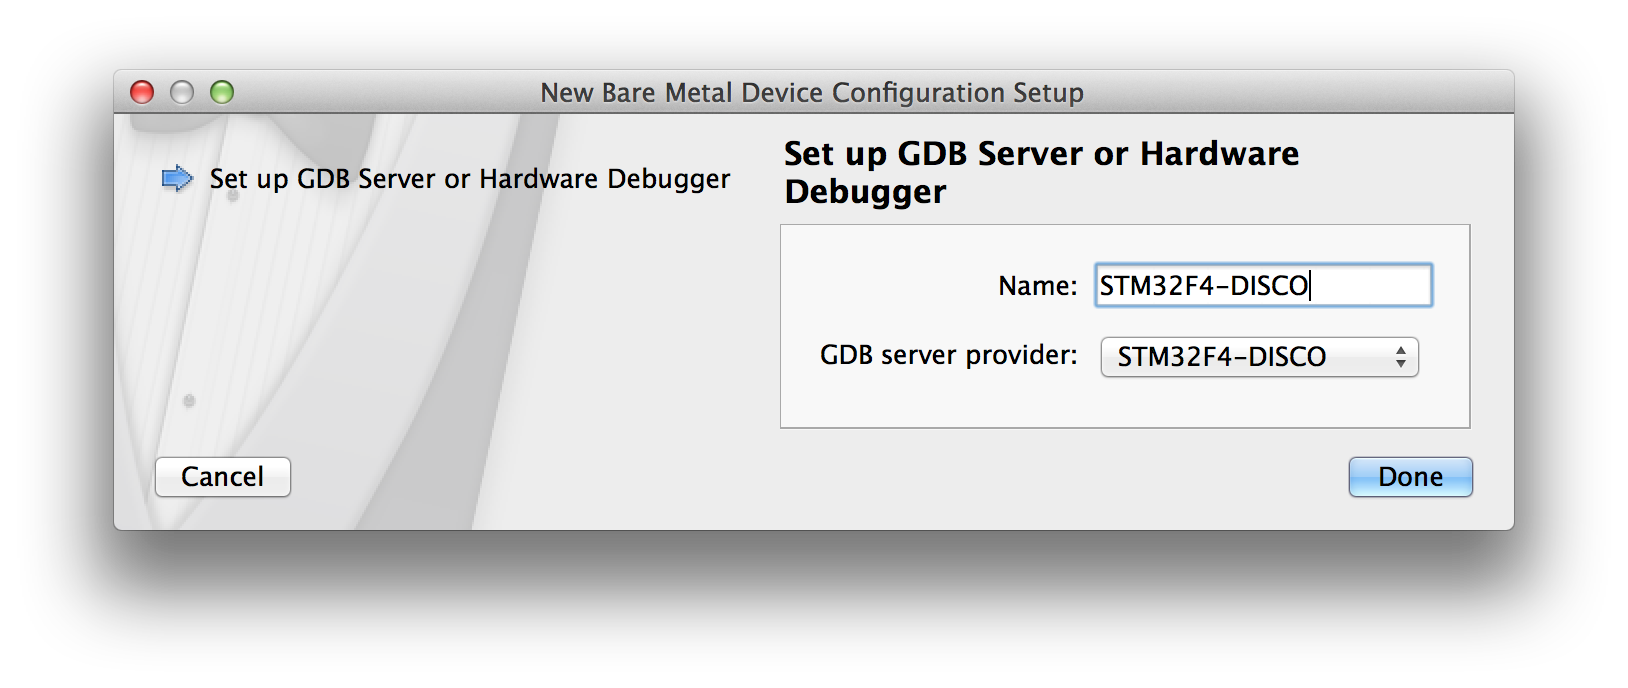 New Bare Metal Device Configuration Setup
Set up GDB Server or Hardware Debugger
Set up GDB Server or Hardware
Debugger
Name: STM32F4-DISCO
GDB server provider: STM32F4-DISCO
Cancel
Done